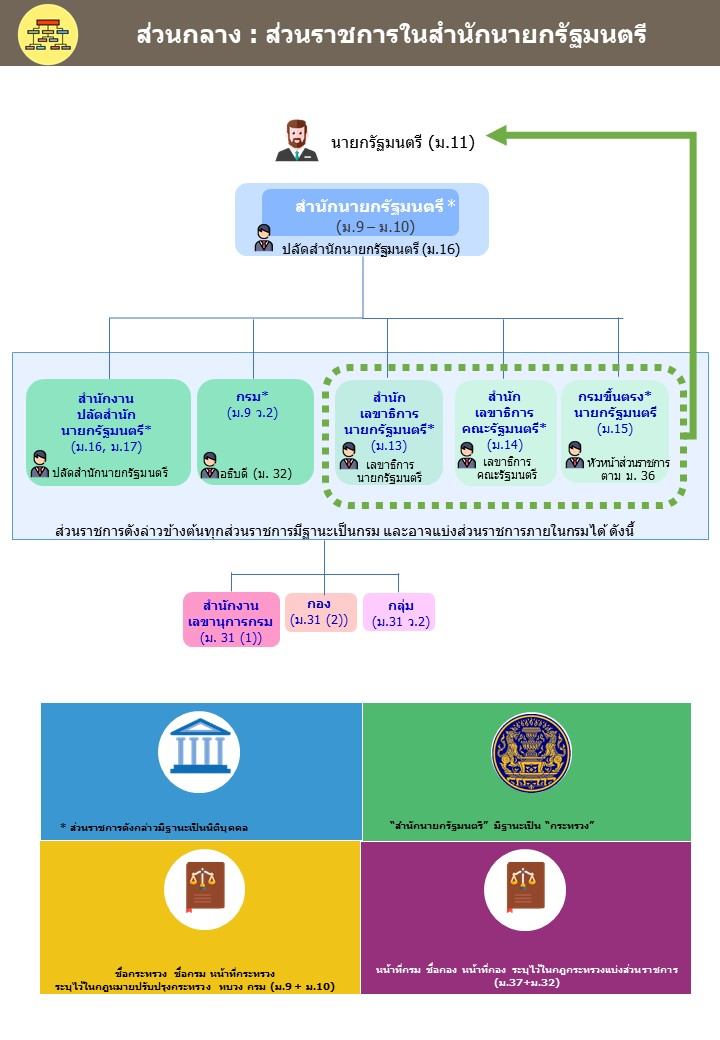 ส่วนกลาง : ส่วนราชการในสำนักนายกรัฐมนตรี
นายกรัฐมนตรี (ม.11)
สำนักนายกรัฐมนตรี *
(ม.9 – ม.10)
ปลัดสำนักนายกรัฐมนตรี (ม.16)
สำนักงาน
ปลัดสำนัก
นายกรัฐมนตรี*
(ม.16, ม.17)
ปลัดสำนักนายกรัฐมนตรี
กรม*
(ม.9 ว.2)
อธิบดี (ม. 32)
สำนัก
เลขาธิการ
นายกรัฐมนตรี*
(ม.13)
เลขาธิการ
นายกรัฐมนตรี
สำนัก
เลขาธิการ
คณะรัฐมนตรี*
(ม.14)
เลขาธิการ
คณะรัฐมนตรี
กรมขึ้นตรง*
นายกรัฐมนตรี
(ม.15)
หัวหน้าส่วนราชการ
ตาม ม. 36
ส่วนราชการดังกล่าวข้างต้นทุกส่วนราชการมีฐานะเป็นกรม และอาจแบ่งส่วนราชการภายในกรมได้ ดังนี้
สำนักงาน
เลขานุการกรม
(ม. 31 (1))
กอง
(ม.31 (2))
กลุ่ม
(ม.31 ว.2)
* ส่วนราชการดังกล่าวมีฐานะเป็นนิติบุคคล
“สำนักนายกรัฐมนตรี” มีฐานะเป็น “กระทรวง”
ชื่อกระทรวง ชื่อกรม หน้าที่กระทรวง
ระบุไว้ในกฎหมายปรับปรุงกระทรวง ทบวง กรม (ม.9 + ม.10)
หน้าที่กรม ชื่อกอง หน้าที่กอง ระบุไว้ในกฎกระทรวงแบ่งส่วนราชการ
(ม.37+ม.32)